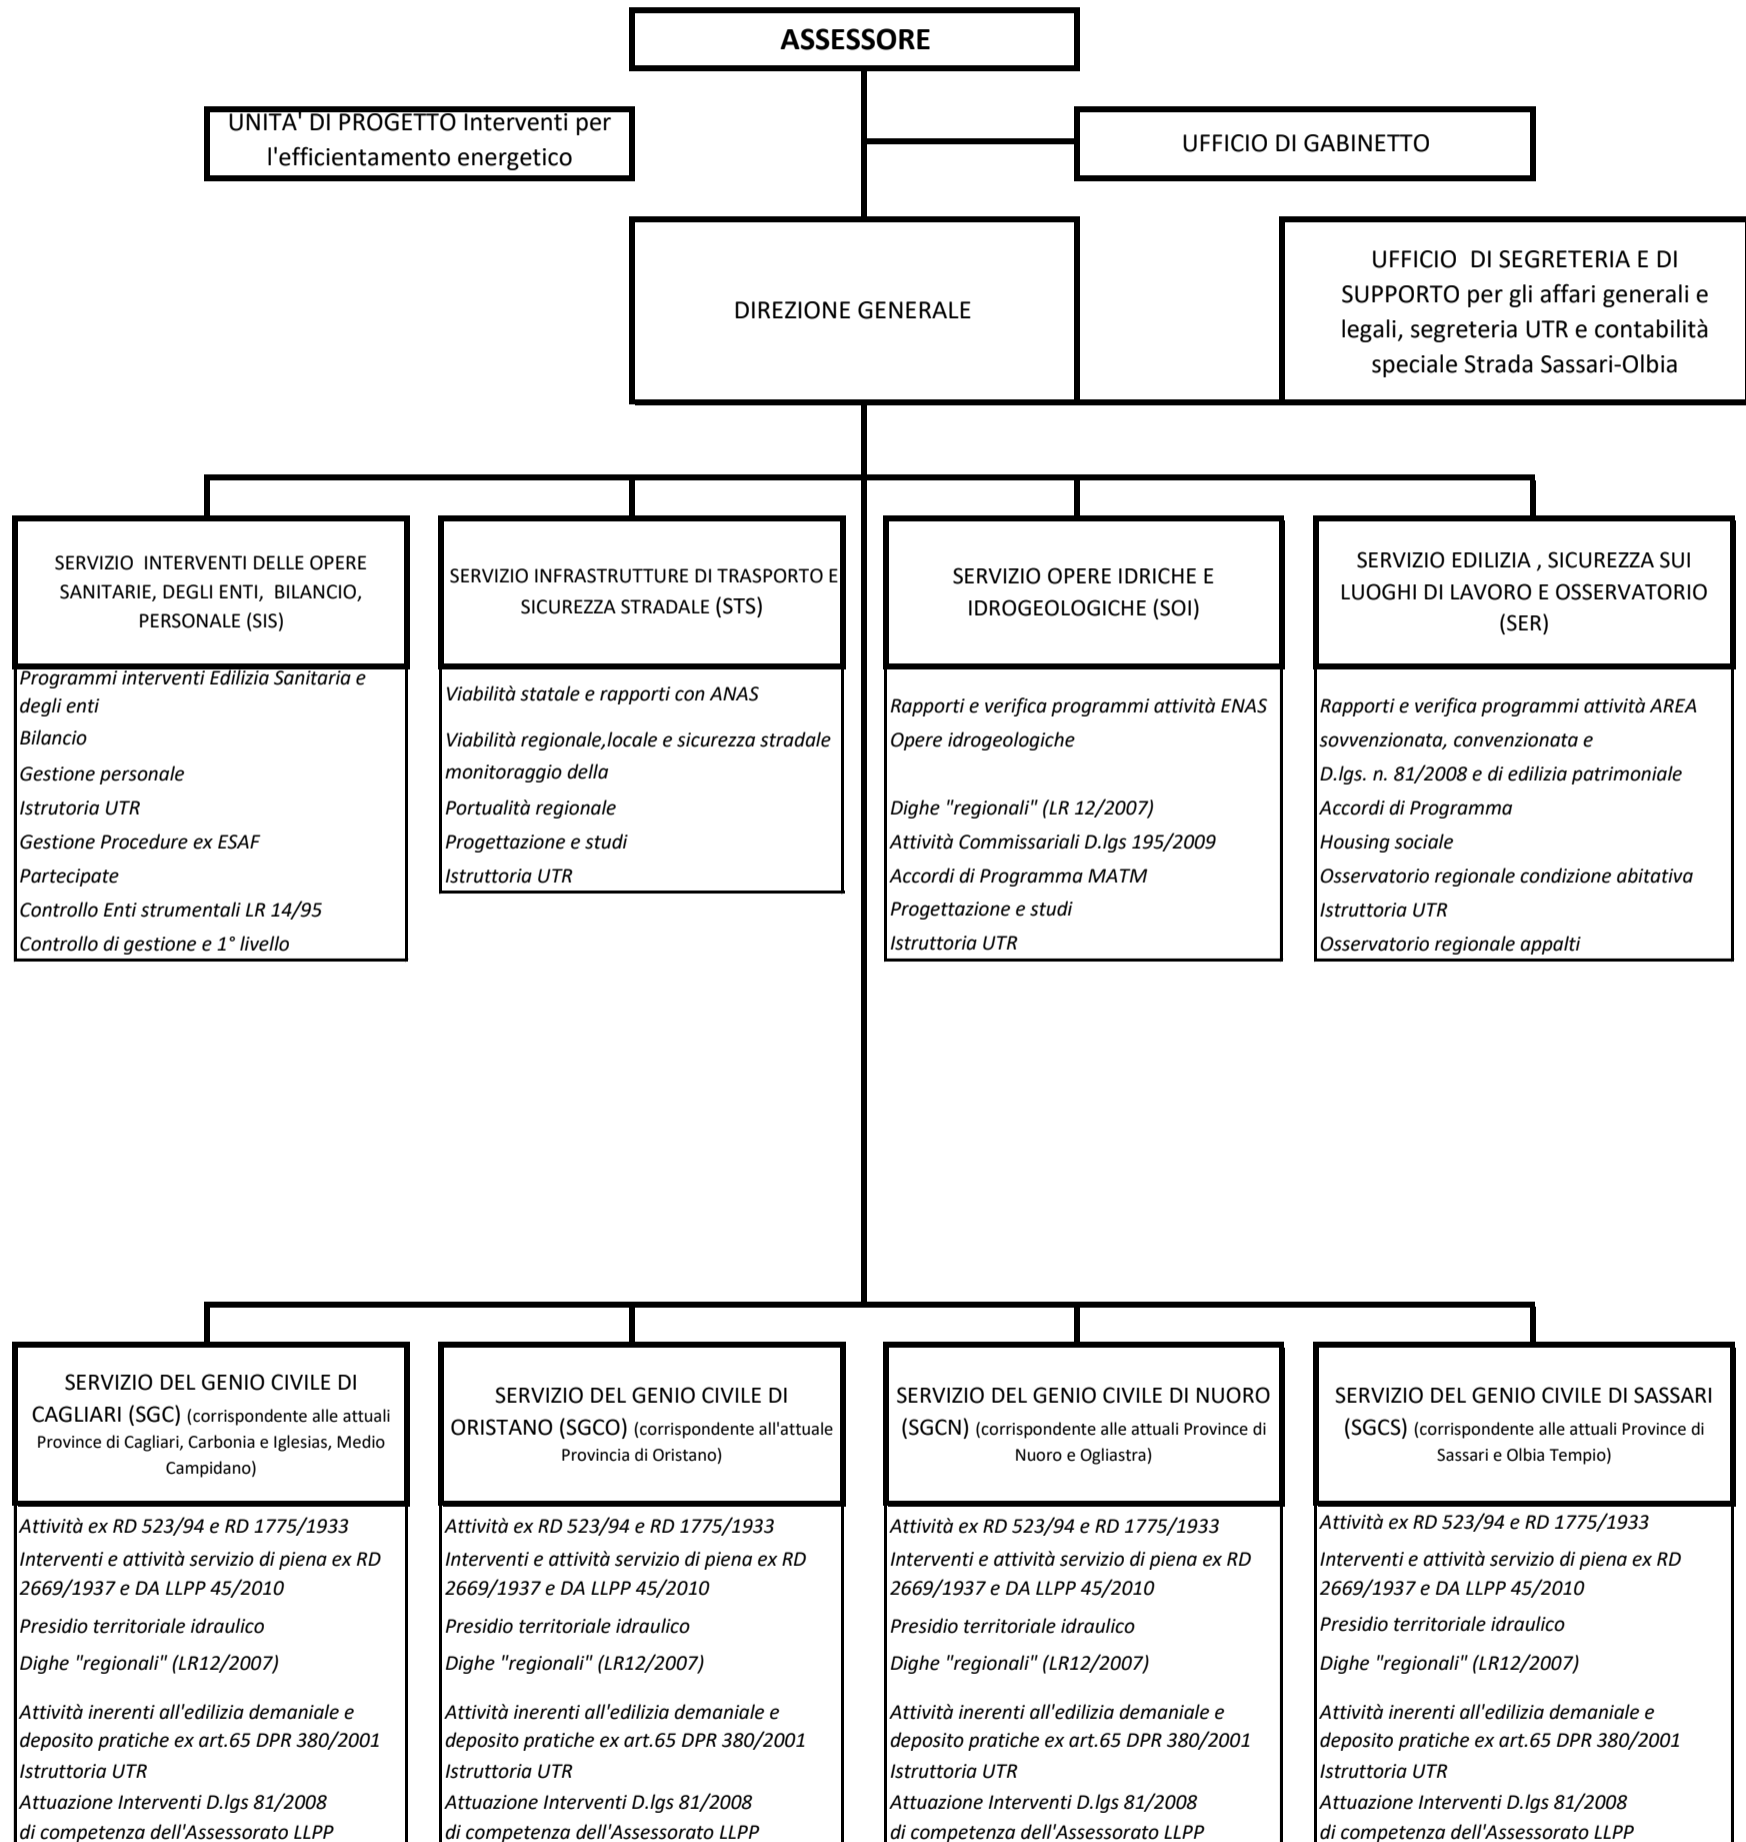 ASSESSORE
UNITA' DI PROGETTO Interventi per
l'efficientamento energetico
UFFICIO DI GABINETTO
DIREZIONE GENERALE
UFFICIO DI SEGRETERIA E DI
SUPPORTO per gli affari generali e
legali, segreteria UTR e contabilità
speciale Strada Sassari-Olbia
SERVIZIO INTERVENTI DELLE OPERE
SANITARIE, DEGLI ENTI, BILANCIO,
PERSONALE (SIS)
Programmi interventi Edilizia Sanitaria e
degli enti
Bilancio
Gestione personale
Istrutoria UTR
Gestione Procedure ex ESAF
Partecipate
Controllo Enti strumentali LR 14/95
Controllo di gestione e 1° livello
SERVIZIO INFRASTRUTTURE DI TRASPORTO E
SICUREZZA STRADALE (STS)
Viabilità statale e rapporti con ANAS
Viabilità regionale,locale e sicurezza stradale
monitoraggio della
Portualità regionale
Progettazione e studi
Istruttoria UTR
SERVIZIO OPERE IDRICHE E
IDROGEOLOGICHE (SOI)
Rapporti e verifica programmi attività ENAS
Opere idrogeologiche
Dighe "regionali" (LR 12/2007)
Attività Commissariali D.lgs 195/2009
Accordi di Programma MATM
Progettazione e studi
Istruttoria UTR
SERVIZIO EDILIZIA , SICUREZZA SUI
LUOGHI DI LAVORO E OSSERVATORIO
(SER)
Rapporti e verifica programmi attività AREA
sovvenzionata, convenzionata e
D.lgs. n. 81/2008 e di edilizia patrimoniale
Accordi di Programma
Housing sociale
Osservatorio regionale condizione abitativa
Istruttoria UTR
Osservatorio regionale appalti
SERVIZIO DEL GENIO CIVILE DI
CAGLIARI (SGC) (corrispondente alle attuali
Province di Cagliari, Carbonia e Iglesias, Medio
Campidano)
Attività ex RD 523/94 e RD 1775/1933
Interventi e attività servizio di piena ex RD
2669/1937 e DA LLPP 45/2010
Presidio territoriale idraulico
Dighe "regionali" (LR12/2007)
Attività inerenti all'edilizia demaniale e
deposito pratiche ex art.65 DPR 380/2001
Istruttoria UTR
Attuazione Interventi D.lgs 81/2008
di competenza dell'Assessorato LLPP
SERVIZIO DEL GENIO CIVILE DI
ORISTANO (SGCO) (corrispondente all'attuale
Provincia di Oristano)
Attività ex RD 523/94 e RD 1775/1933
Interventi e attività servizio di piena ex RD
2669/1937 e DA LLPP 45/2010
Presidio territoriale idraulico
Dighe "regionali" (LR12/2007)
Attività inerenti all'edilizia demaniale e
deposito pratiche ex art.65 DPR 380/2001
Istruttoria UTR
Attuazione Interventi D.lgs 81/2008
di competenza dell'Assessorato LLPP
SERVIZIO DEL GENIO CIVILE DI NUORO
(SGCN) (corrispondente alle attuali Province di
Nuoro e Ogliastra)
Attività ex RD 523/94 e RD 1775/1933
Interventi e attività servizio di piena ex RD
2669/1937 e DA LLPP 45/2010
Presidio territoriale idraulico
Dighe "regionali" (LR12/2007)
Attività inerenti all'edilizia demaniale e
deposito pratiche ex art.65 DPR 380/2001
Istruttoria UTR
Attuazione Interventi D.lgs 81/2008
di competenza dell'Assessorato LLPP
SERVIZIO DEL GENIO CIVILE DI SASSARI
(SGCS) (corrispondente alle attuali Province di
Sassari e Olbia Tempio)
Attività ex RD 523/94 e RD 1775/1933
Interventi e attività servizio di piena ex RD
2669/1937 e DA LLPP 45/2010
Presidio territoriale idraulico
Dighe "regionali" (LR12/2007)
Attività inerenti all'edilizia demaniale e
deposito pratiche ex art.65 DPR 380/2001
Istruttoria UTR
Attuazione Interventi D.lgs 81/2008
di competenza dell'Assessorato LLPP